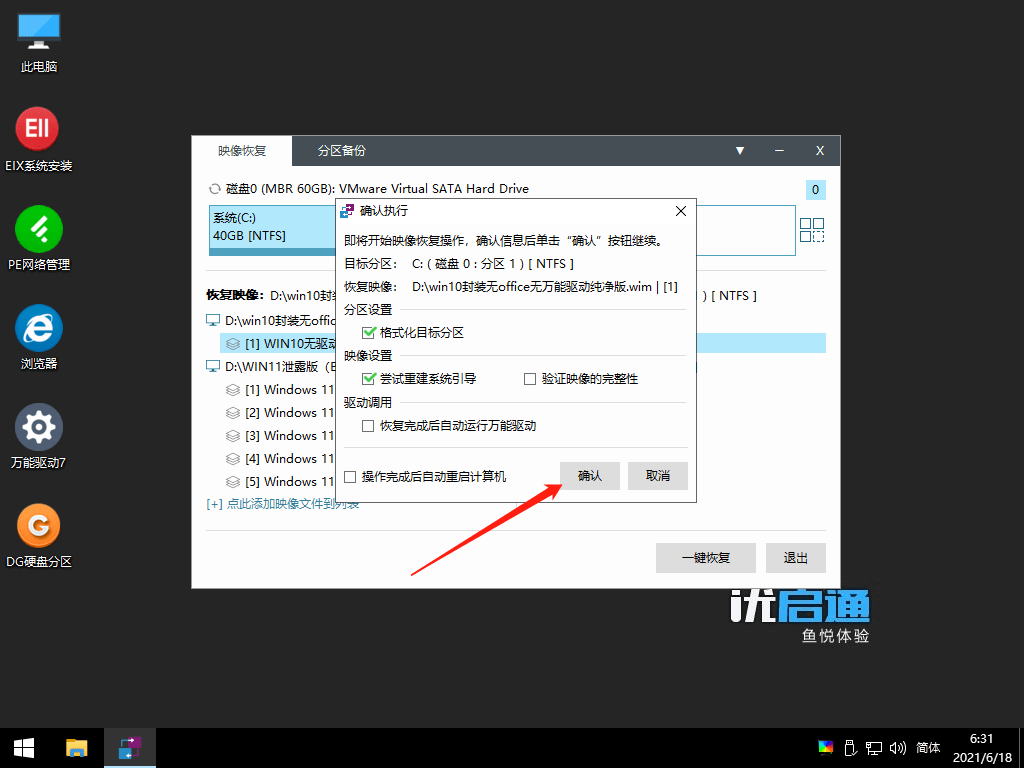 此电脑
EII
EIX系统安装
PE网络管理
浏览器
万能驱动7
G
DG硬盘分区
映像恢复
分区备份
X
磁盘0 (MBR 60GB): VMware Virtual SATA Hard Drive
0
系统(C:)
40GB [NTFS]
恢复映像: D:\win10封装
) [ NTFS ]
D:\win10封装无offic
[1] WIN10无驱动
D:\WIN11泄露版（
[1] Windows 11
[2] Windows 11
[3] Windows 11
[4] Windows 11
[5] Windows 11
[+] 点此添加映像文件到列表
一键恢复
退出
确认执行
即将开始映像恢复操作，确认信息后单击“确认”按钮继续。
目标分区： C: ( 磁盘 0 : 分区 1 ) [ NTFS ]
恢复映像： D:\win10封装无office无万能驱动纯净版.wim | [1]
分区设置
格式化目标分区
映像设置
尝试重建系统引导
验证映像的完整性
驱动调用
恢复完成后自动运行万能驱动
操作完成后自动重启计算机
确认
取消
优启通
鱼悦体验
简体
6:31
2021/6/18